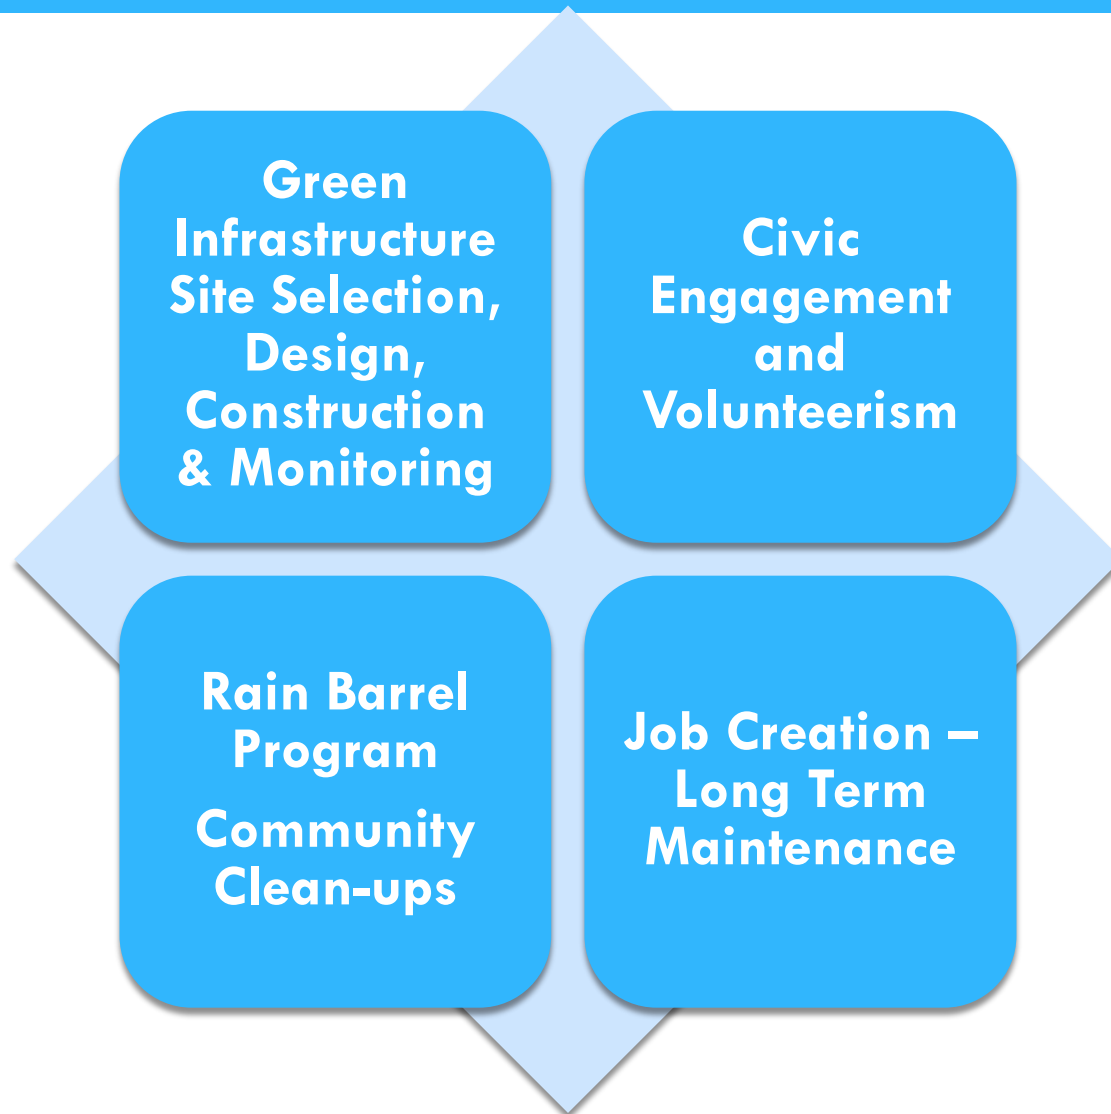 Green
Infrastructure
Site Selection,
Design,
Construction
& Monitoring
Civic
Engagement
and
Volunteerism
Rain Barrel
Program
Community
Clean-ups
Job Creation –
Long Term
Maintenance